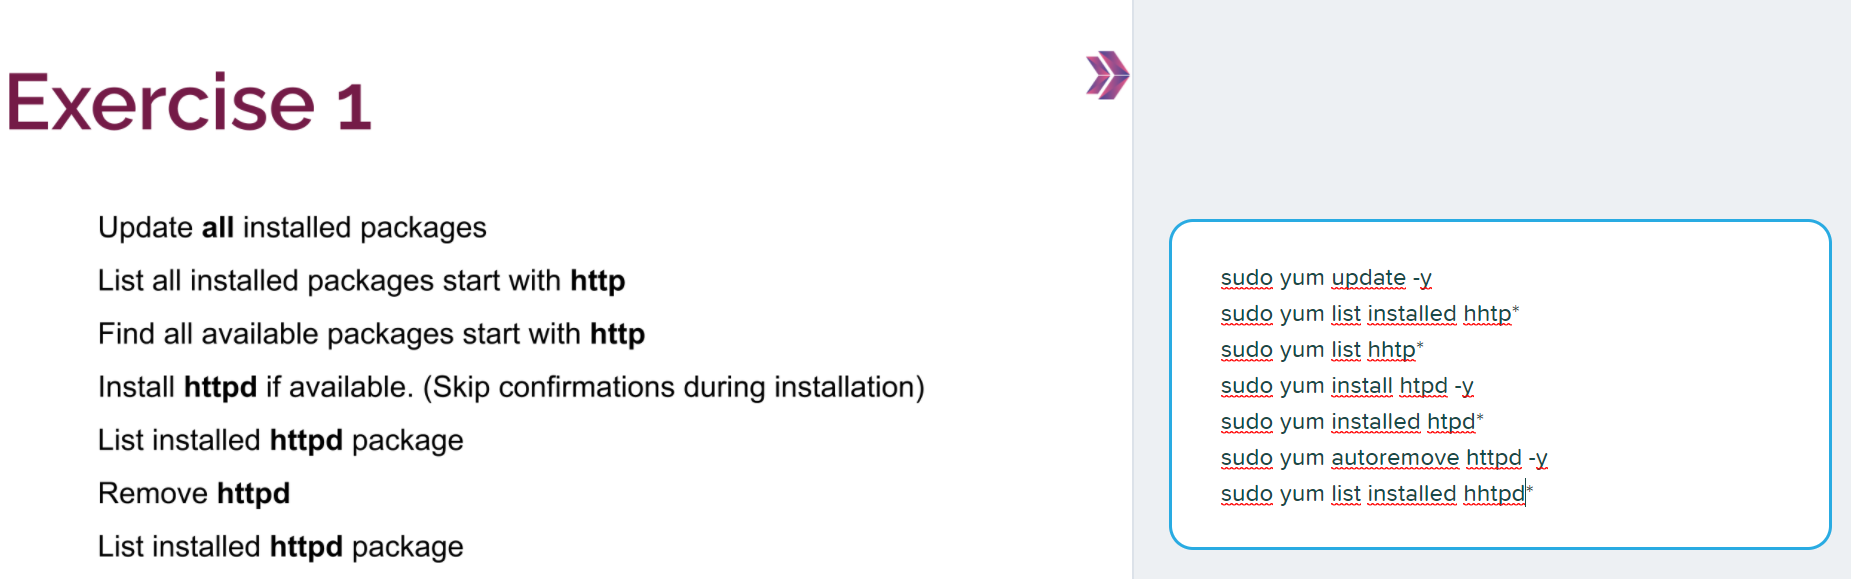 Exercise 1
Update all installed packages
List all installed packages start with http
Find all available packages start with http
Install httpd if available. (Skip confirmations during installation)
List installed httpd package
Remove httpd
List installed httpd package
sudo yum update -y
sudo yum list installed hhtp*
sudo yum list hhtp*
sudo yum install htpd -y
sudo yum installed htpd*
sudo yum autoremove httpd -y
sudo yum list installed hhtpd*